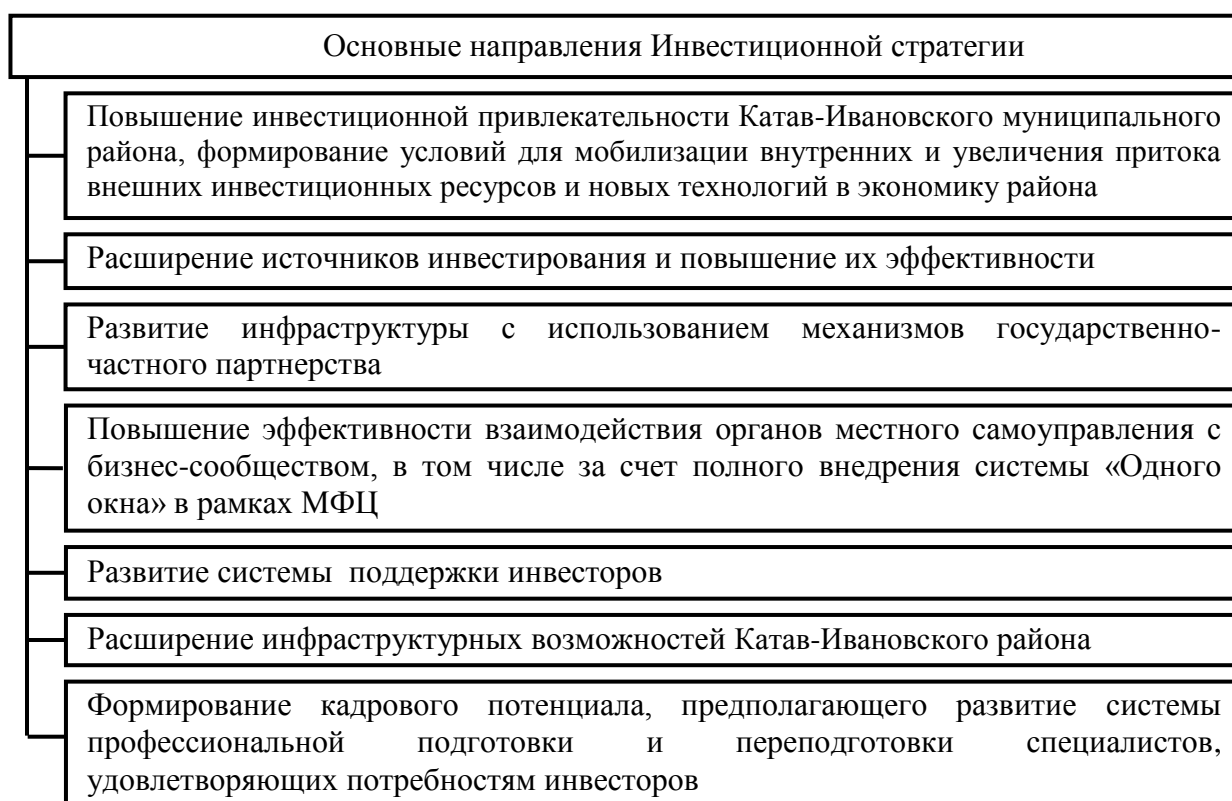 Основные направления Инвестиционной стратегии
Повышение инвестиционной привлекательности Катав-Ивановского муниципального
района, формирование условий для мобилизации внутренних и увеличения притока
внешних инвестиционных ресурсов и новых технологий в экономику района
Расширение источников инвестирования и повышение их эффективности
Развитие инфраструктуры с использованием механизмов государственно-
частного партнерства
Повышение эффективности взаимодействия органов местного самоуправления с
бизнес-сообществом, в том числе за счет полного внедрения системы «Одного
окна» в рамках МФЦ
Развитие системы поддержки инвесторов
Расширение инфраструктурных возможностей Катав-Ивановского района
Формирование кадрового потенциала, предполагающего развитие системы
профессиональной подготовки и переподготовки специалистов,
удовлетворяющих потребностям инвесторов